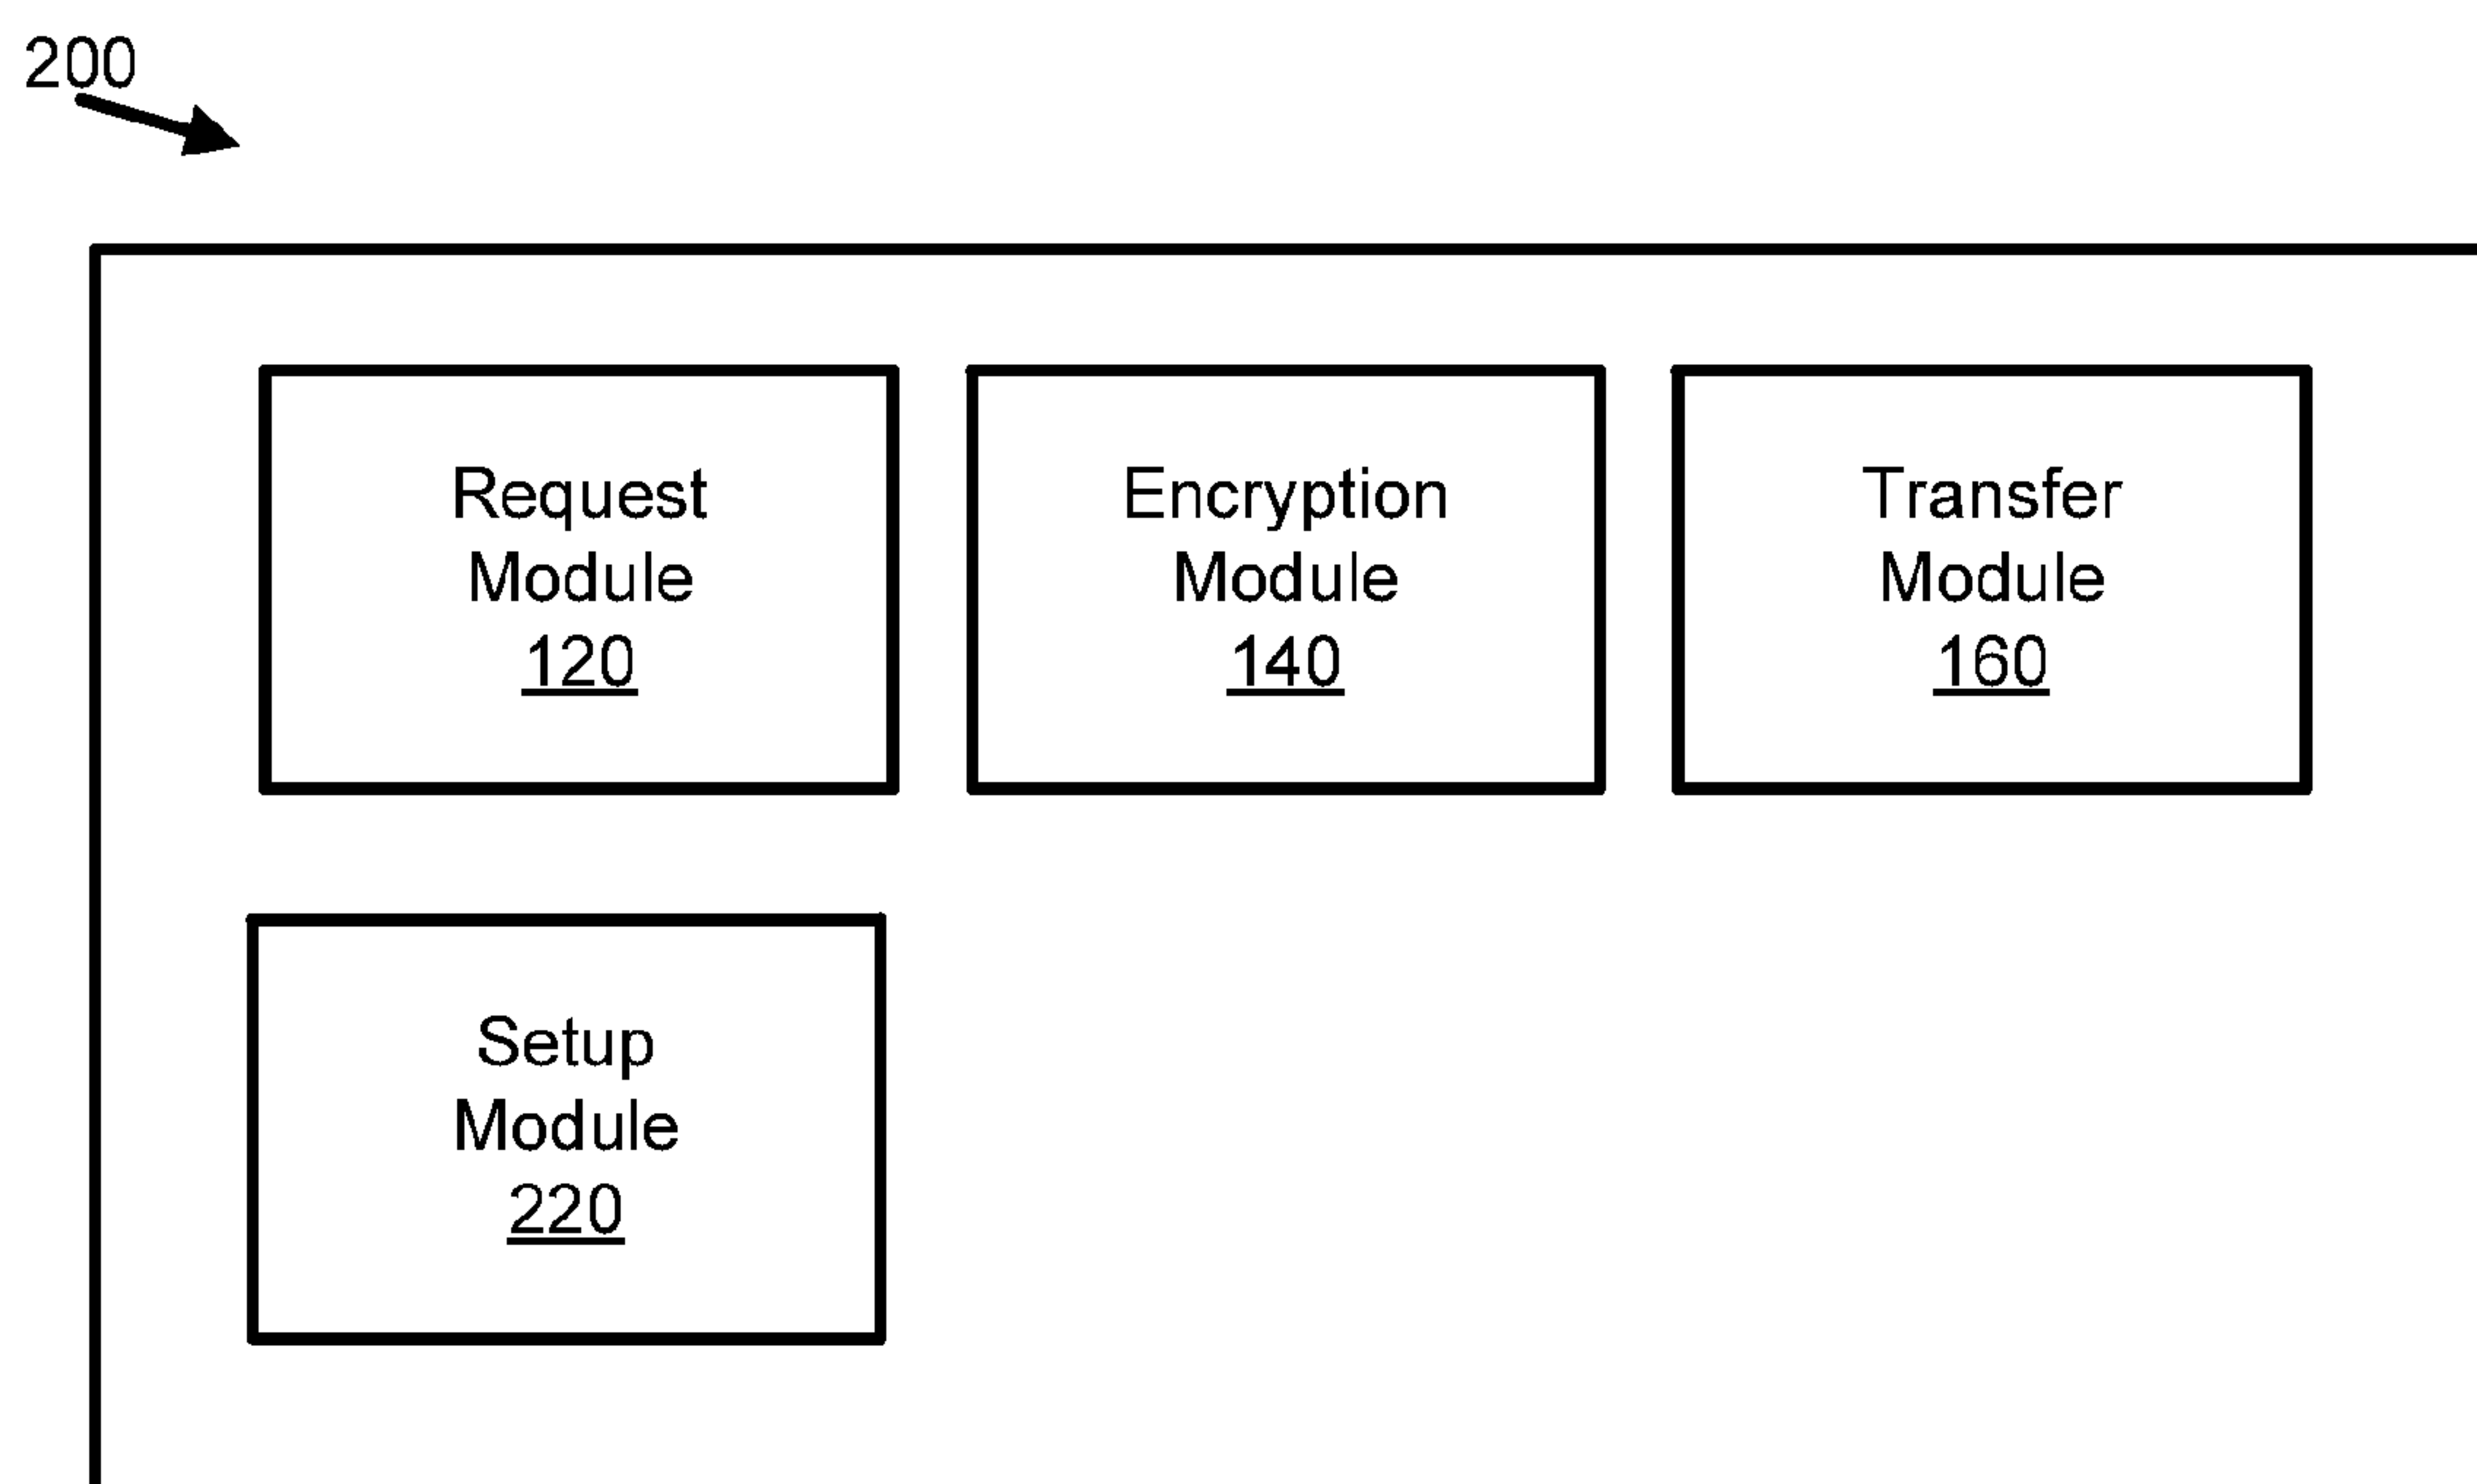 200
Request
Module
120
Encryption
Module
140
Transfer
Module
160
Setup
Module
220